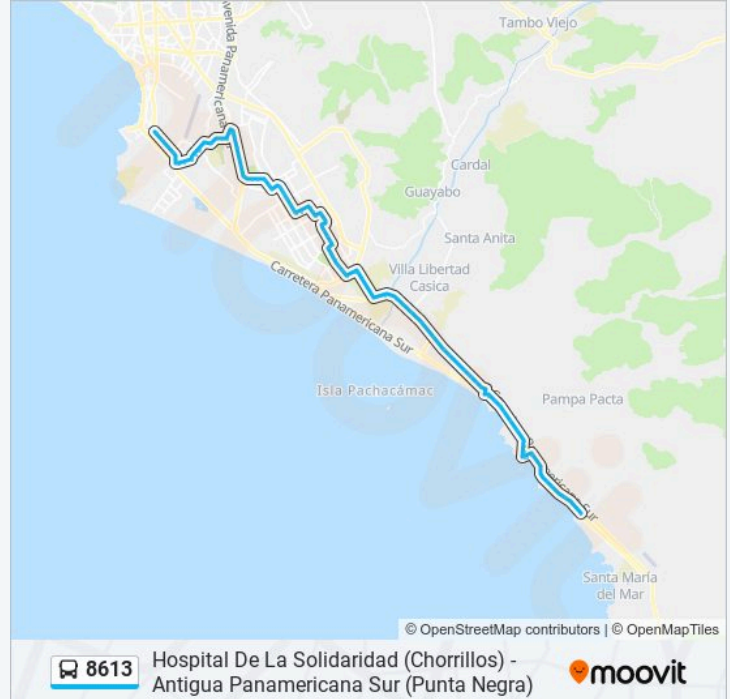 Tambo Viejo
Avenida Panamericana
Cardal
Guayabo
Santa Anita
Villa Libertad
Casica
Carretera Panamericana Sur
Isla Pachacámac
Pampa Pacta
Santa María
del Mar
© OpenStreetMap contributors | © OpenMapTiles
8613
Hospital De La Solidaridad (Chorrillos) -
Antigua Panamericana Sur (Punta Negra)
moovit